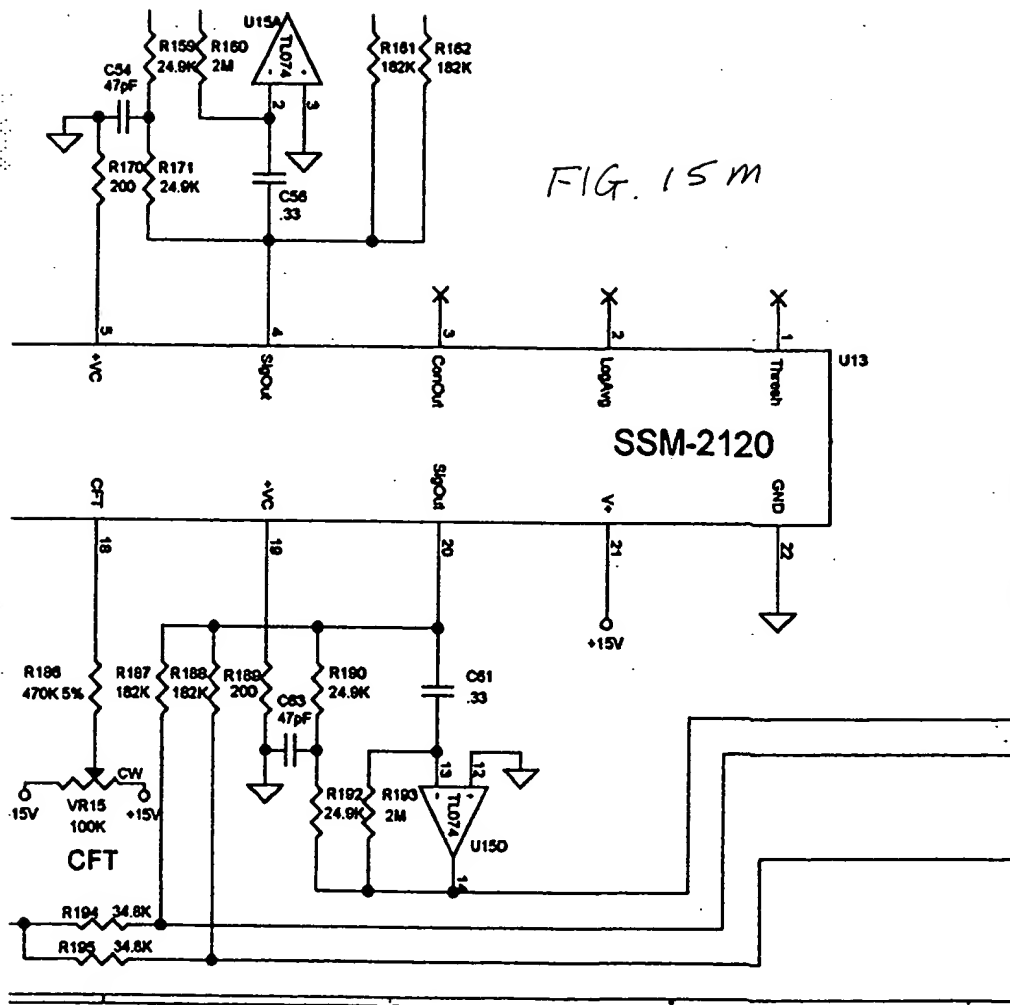 U15A
TL074
-
-
2
3
R159
24.9K
R160
2M
R161
182K
R162
182K
C54
47pF
R170
200
R171
24.9K
C56
.33
FIG. 15m
5
4
3
2
1
+VC
SigOut
ConOut
LogAvg
Thresh
U13
SSM-2120
CFT
+VC
SigOut
V+
GND
18
19
20
21
22
+15V
R186
470K 5%
R187
182K
R188
182K
R189
200
R190
24.9K
C61
.33
C63
47pF
13
12
-
+
TL074
U15D
14
R192
24.9K
R193
2M
CW
15V
VR15
100K
+15V
CFT
R194 34.8K
R195 34.8K